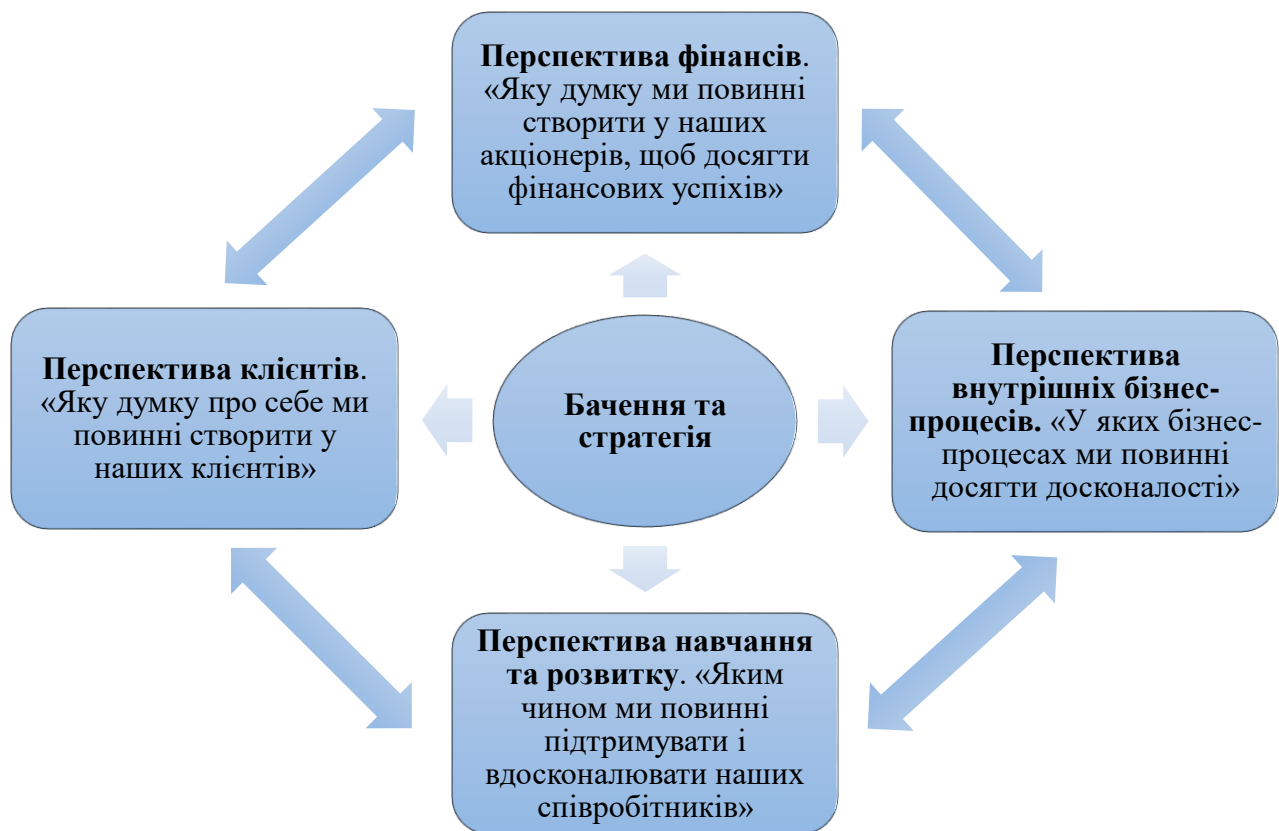 Перспектива фінансів.
«Яку думку ми повинні
створити у наших
акціонерів, щоб досягти
фінансових успіхів»
Перспектива клієнтів.
«Яку думку про себе ми
повинні створити у
наших клієнтів»
Бачення та
стратегія
Перспектива
внутрішніх бізнес-
процесів. «У яких бізнес-
процесах ми повинні
досягти досконалості»
Перспектива навчання
та розвитку. «Яким
чином ми повинні
підтримувати і
вдосконалювати наших
співробітників»